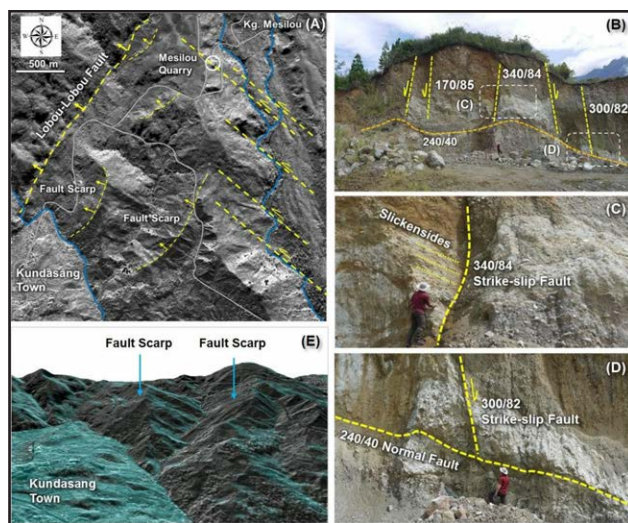 (A)
N
W
E
S
500 m
Kg. Mesilou
Mesilou
Quarry
Lobou-Lobou Fault
Fault Scarp
Fault Scarp
Kundasang
Town
(B)
170/85
340/84
(C)
300/82
240/40
(D)
(C)
Slickensides
340/84
Strike-slip Fault
(D)
300/82
Strike-slip Fault
240/40 Normal Fault
Fault Scarp
Fault Scarp
(E)
Kundasang
Town